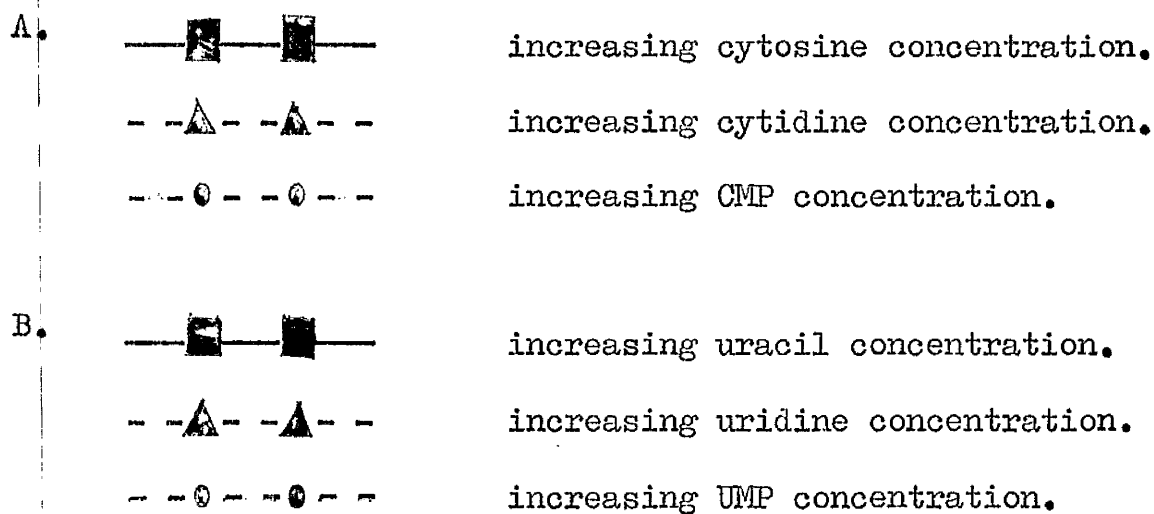 A.
increasing cytosine concentration.
increasing cytidine concentration.
increasing CMP concentration.
B.
increasing uracil concentration.
increasing uridine concentration.
increasing UMP concentration.